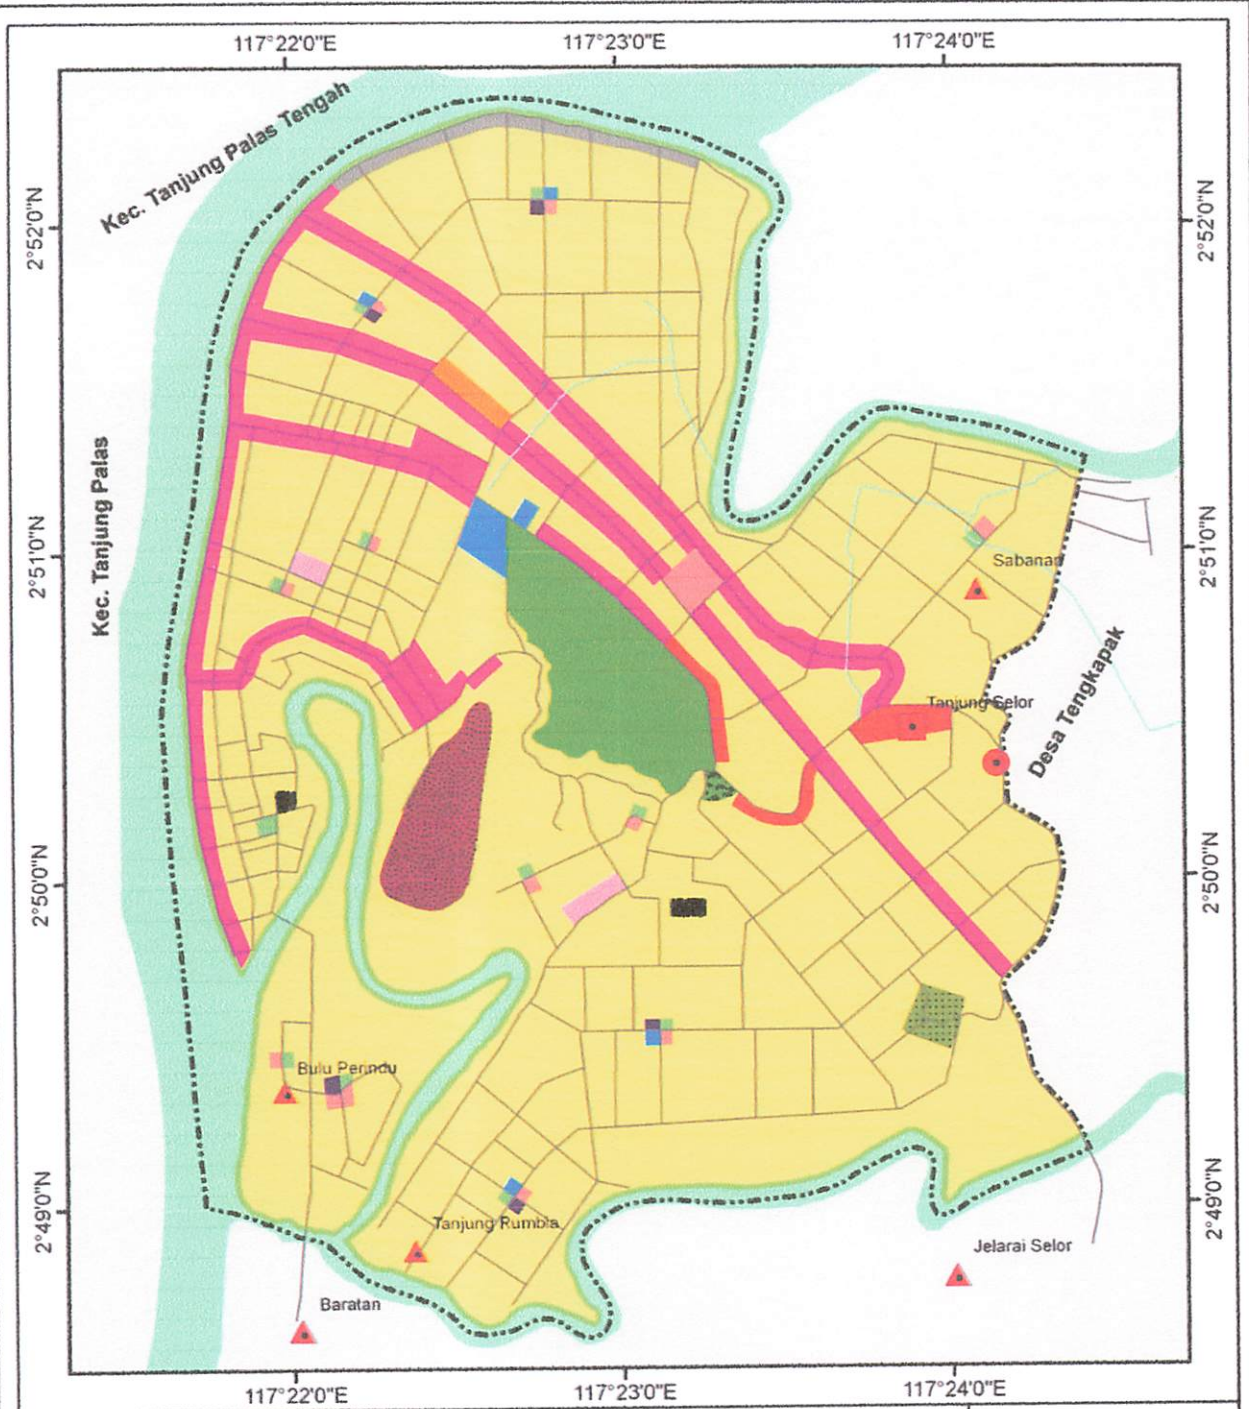 117°22'0"E
117°23'0"E
117°24'0"E
Kec. Tanjung Palas Tengah
2°52'0"N
2°52'0"N
Kec. Tanjung Palas
2°51'0"N
2°51'0"N
Sabanan
Desa Tengkapak
Tanjung Selor
2°50'0"N
2°50'0"N
Bulu Perindu
2°49'0"N
2°49'0"N
Tanjung Rumbia
Jelarai Selor
Baratan
117°22'0"E
117°23'0"E
117°24'0"E